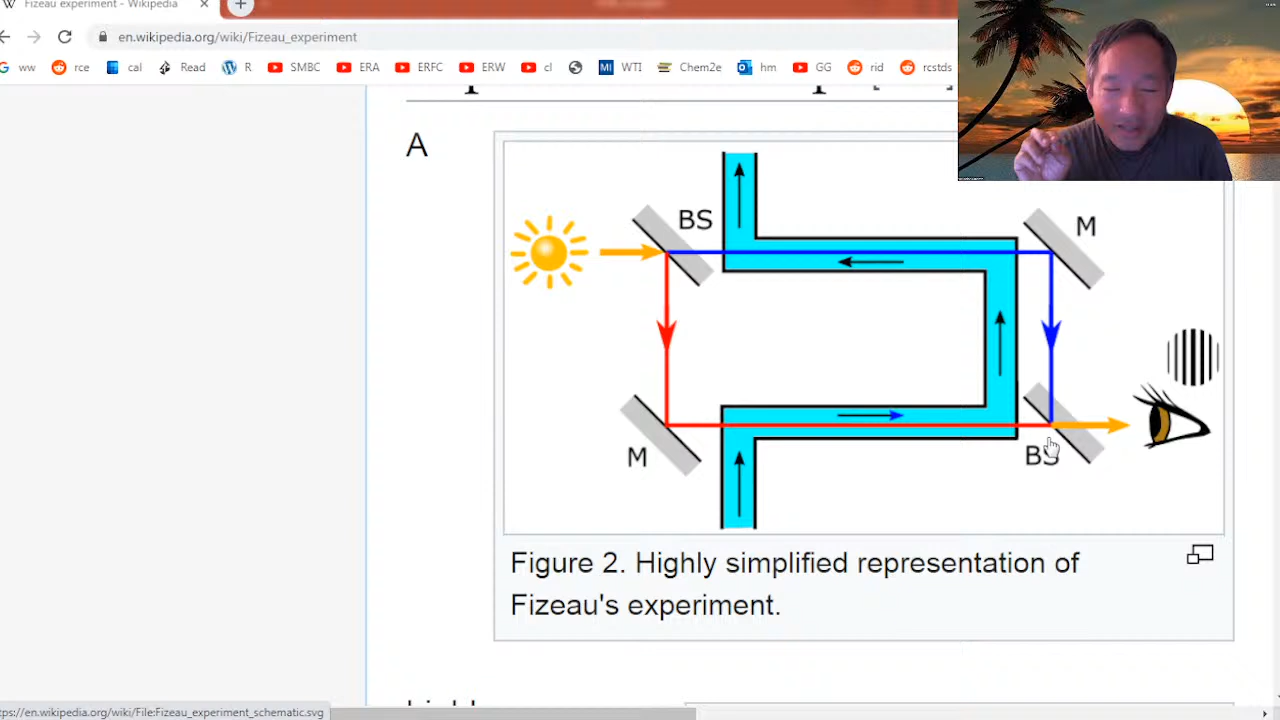 Fizeau experiment - Wikipedia
en.wikipedia.org/wiki/Fizeau_experiment
ww rce cal Read R SMBC ERA ERFC ERW cl WTI Chem2e hm GG rid rcstds
A
BS M
M BS
Figure 2. Highly simplified representation of
Fizeau's experiment.
tps://en.wikipedia.org/wiki/File:Fizeau_experiment_schematic.svg